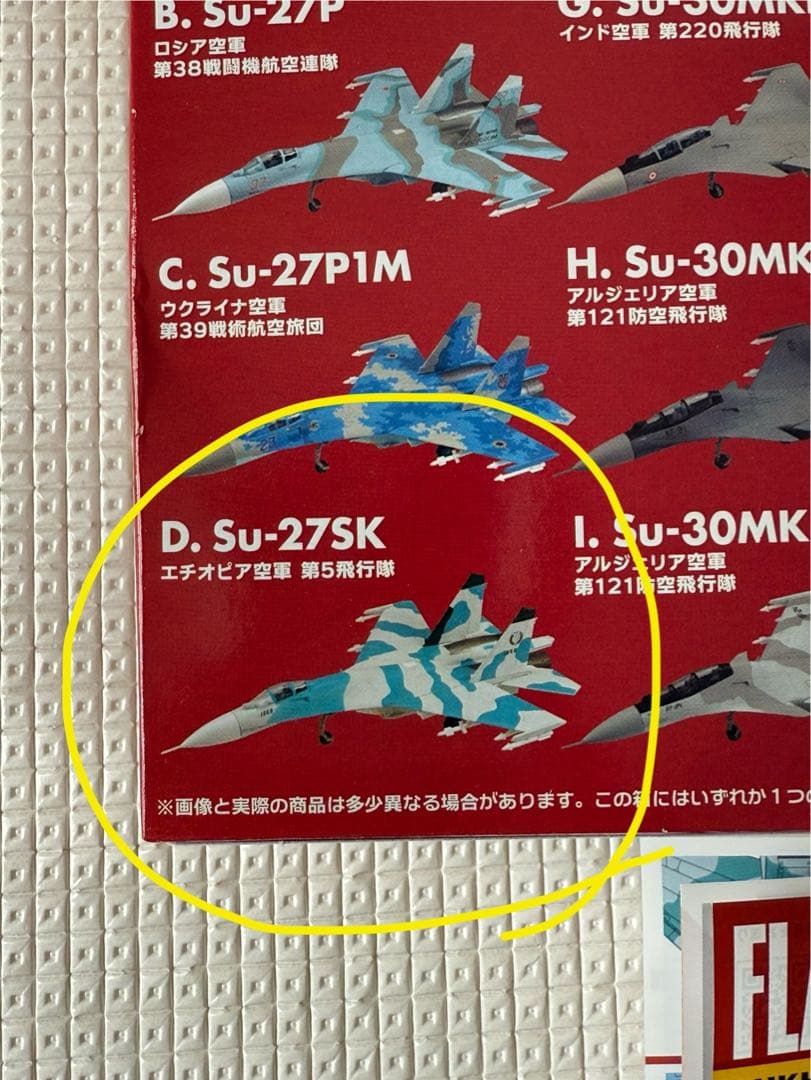 B. Su-27P
ロシア空軍
第38戦闘機航空連隊
G. Su-30MK
インド空軍 第220飛行隊
C. Su-27P1M
ウクライナ空軍
第39戦術航空旅団
H. Su-30MK
アルジェリア空軍
第121防空飛行隊
D. Su-27SK
エチオピア空軍 第5飛行隊
I. Su-30MK
アルジェリア空軍
第121防空飛行隊
※画像と実際の商品は多少異なる場合があります。この箱にはいずれか1つの
FL